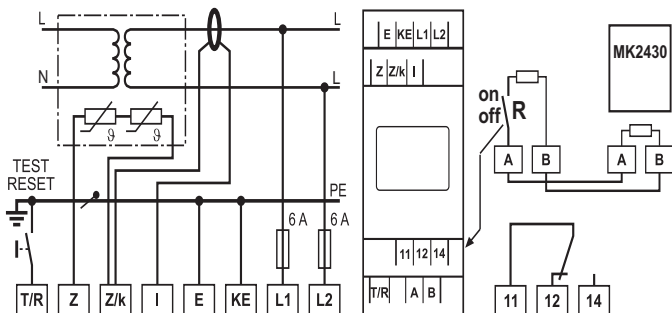 L
L
N
L
ϑ
ϑ
TEST
RESET
PE
6 A
6 A
T/R Z Z/k I E KE L1 L2
E KE L1 L2
Z Z/k I
11 12 14
T/R A B
on
off
R
MK2430
A B A B
11 12 14